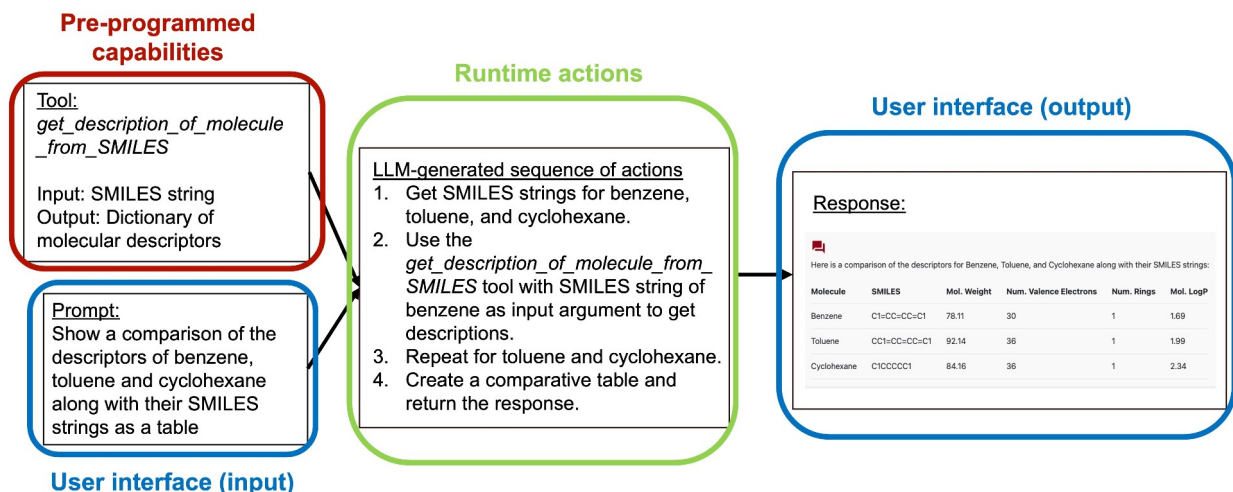 Pre-programmed
capabilities
Tool:
get_description_of_molecule
_from_SMILES
Input: SMILES string
Output: Dictionary of
molecular descriptors
Prompt:
Show a comparison of the
descriptors of benzene,
toluene and cyclohexane
along with their SMILES
strings as a table
User interface (input)
Runtime actions
LLM-generated sequence of actions
1. Get SMILES strings for benzene,
toluene, and cyclohexane.
2. Use the
get_description_of_molecule_from_
SMILES tool with SMILES string of
benzene as input argument to get
descriptions.
3. Repeat for toluene and cyclohexane.
4. Create a comparative table and
return the response.
User interface (output)
Response:
Here is a comparison of the descriptors for Benzene, Toluene, and Cyclohexane along with their SMILES strings:
Molecule SMILES Mol. Weight Num. Valence Electrons Num. Rings Mol. LogP
Benzene C1=CC=CC=C1 78.11 30 1 1.69
Toluene CC1=CC=CC=C1 92.14 36 1 1.99
Cyclohexane C1CCCCC1 84.16 36 1 2.34